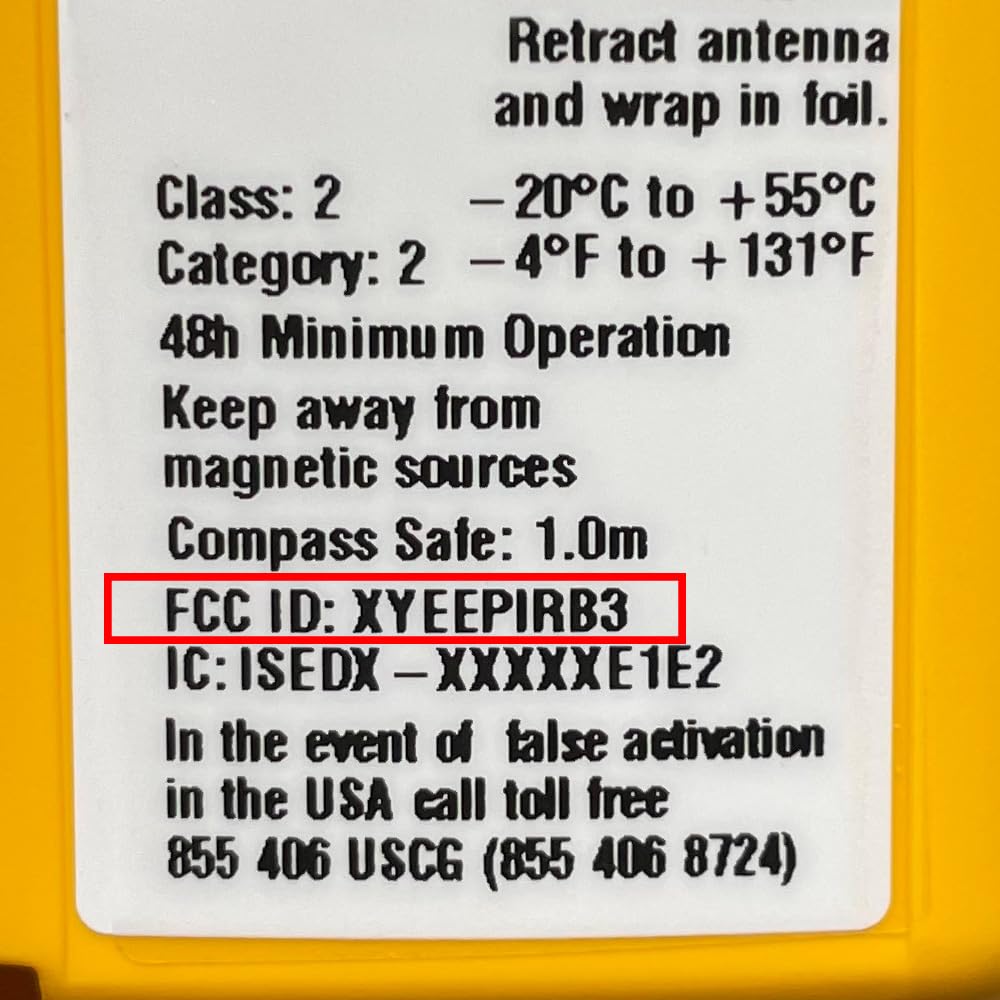 Retract antenna
and wrap in foil.
Class: 2 –20°C to +55°C
Category: 2 –4°F to +131°F
48h Minimum Operation
Keep away from
magnetic sources
Compass Safe: 1.0m
FCC ID: XYEEPIRB3
IC: ISEDX – XXXXXE1E2
In the event of false activation
in the USA call toll free
855 406 USCG (855 406 8724)